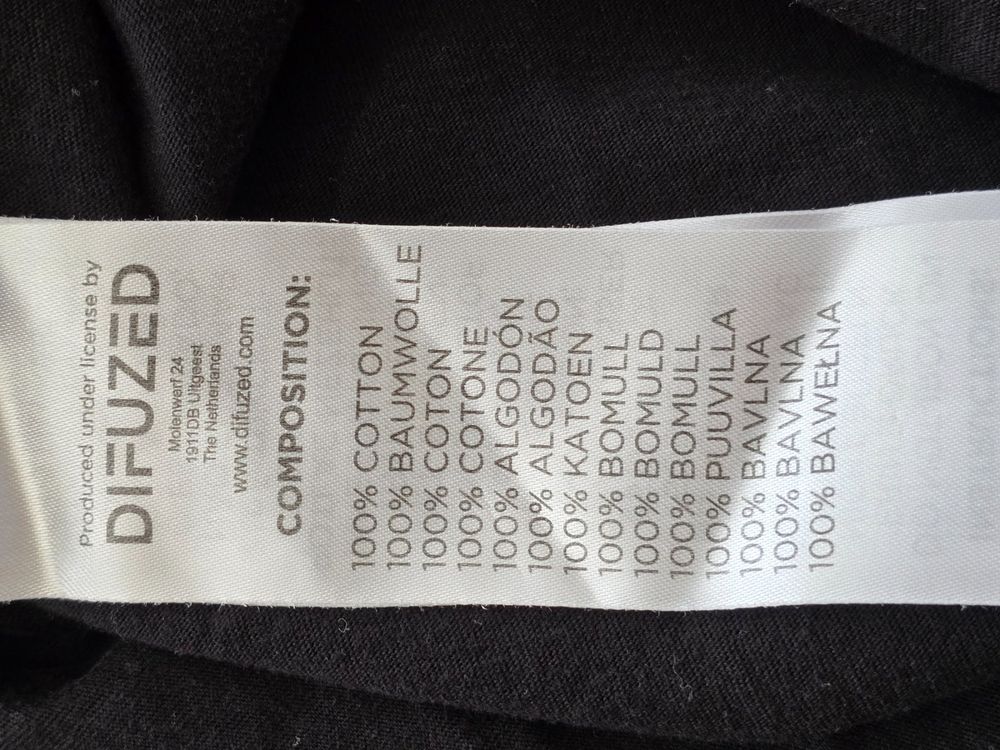 Produced under license by
DIFUZED
Molenwerf 24
1911DB Uitgeest
The Netherlands
www.difuzed.com
COMPOSITION:
100% COTTON
100% BAUMWOLLE
100% COTON
100% COTONE
100% ALGODÓN
100% ALGODÃO
100% KATOEN
100% BOMULL
100% BOMULD
100% BOMULL
100% PUUVILLA
100% BAVLNA
100% BAVLNA
100% BAWEŁNA